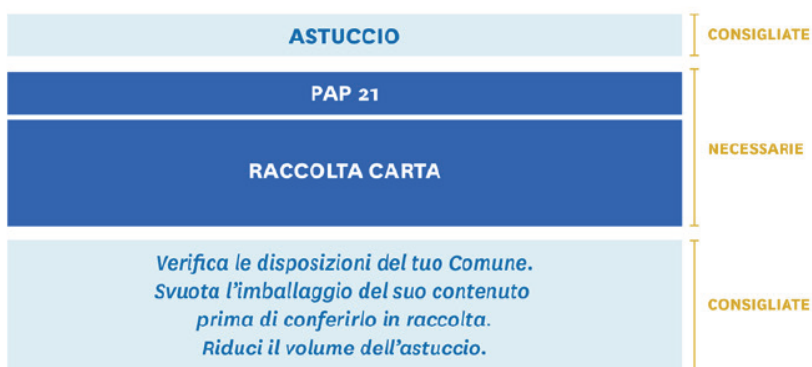 ASTUCCIO
CONSIGLIATE
PAP 21
RACCOLTA CARTA
NECESSARIE
Verifica le disposizioni del tuo Comune.
Svuota l'imballaggio del suo contenuto
prima di conferirlo in raccolta.
Riduci il volume dell'astuccio.
CONSIGLIATE